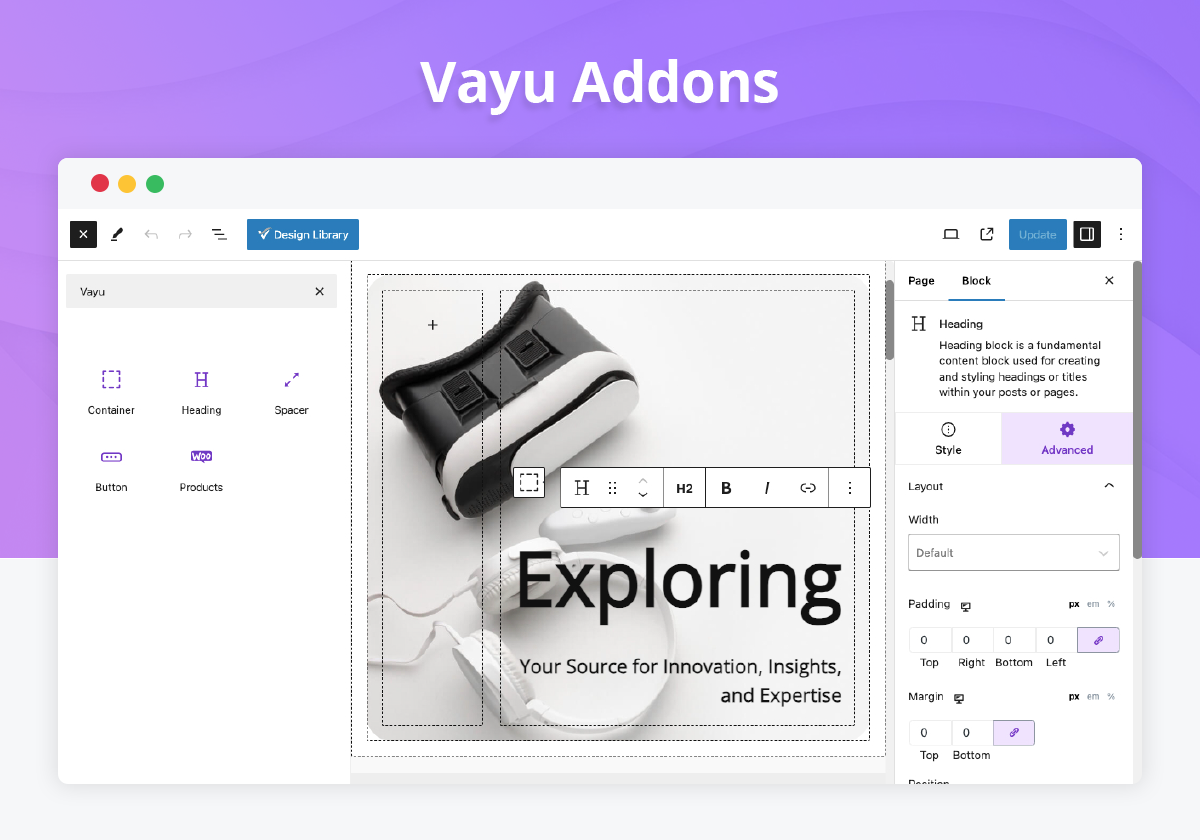 Vayu Addons
Design Library
Update
Vayu
Container
Heading
Spacer
Button
Woo
Products
H
H2
B
I
Exploring
Your Source for Innovation, Insights,
and Expertise
Page
Block
H
Heading
Heading block is a fundamental
content block used for creating
and styling headings or titles
within your posts or pages.
Style
Advanced
Layout
Width
Default
Padding
px em %
0 0 0 0
Top Right Bottom Left
Margin
px em %
0 0
Top Bottom
Position